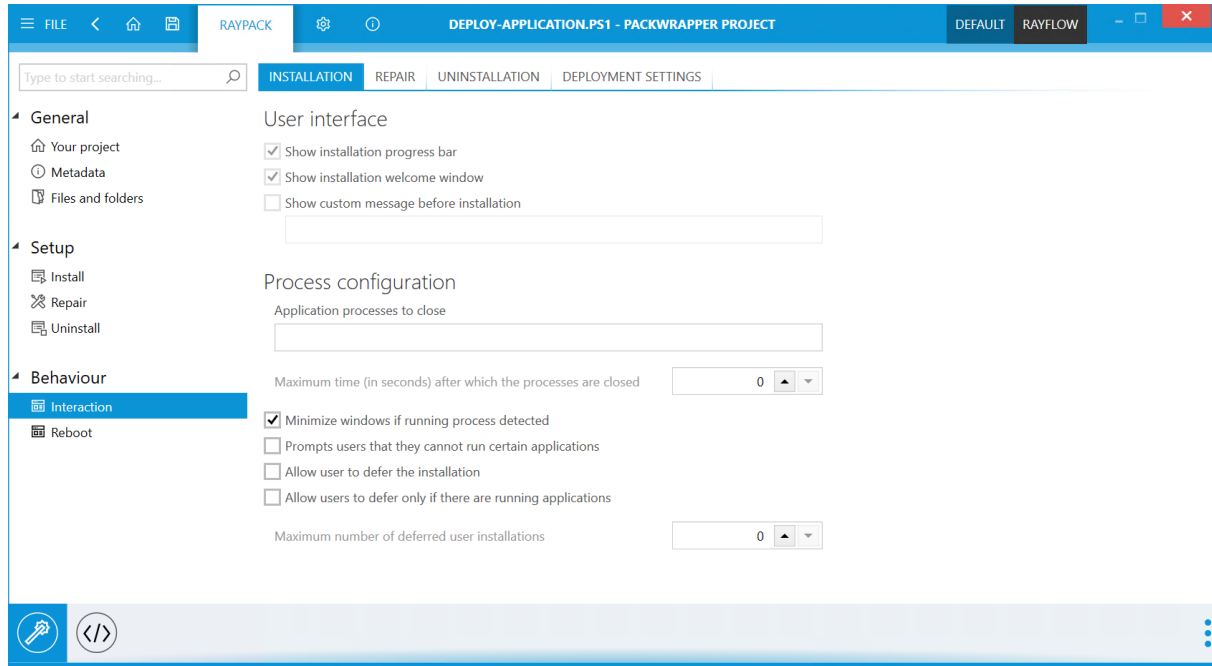 FILE
RAYPACK
DEPLOY-APPLICATION.PS1 - PACKWRAPPER PROJECT
DEFAULT
RAYFLOW
Type to start searching...
General
Your project
Metadata
Files and folders
Setup
Install
Repair
Uninstall
Behaviour
Interaction
Reboot
INSTALLATION
REPAIR
UNINSTALLATION
DEPLOYMENT SETTINGS
User interface
Show installation progress bar
Show installation welcome window
Show custom message before installation
Process configuration
Application processes to close
Maximum time (in seconds) after which the processes are closed
0
Minimize windows if running process detected
Prompts users that they cannot run certain applications
Allow user to defer the installation
Allow users to defer only if there are running applications
Maximum number of deferred user installations
0